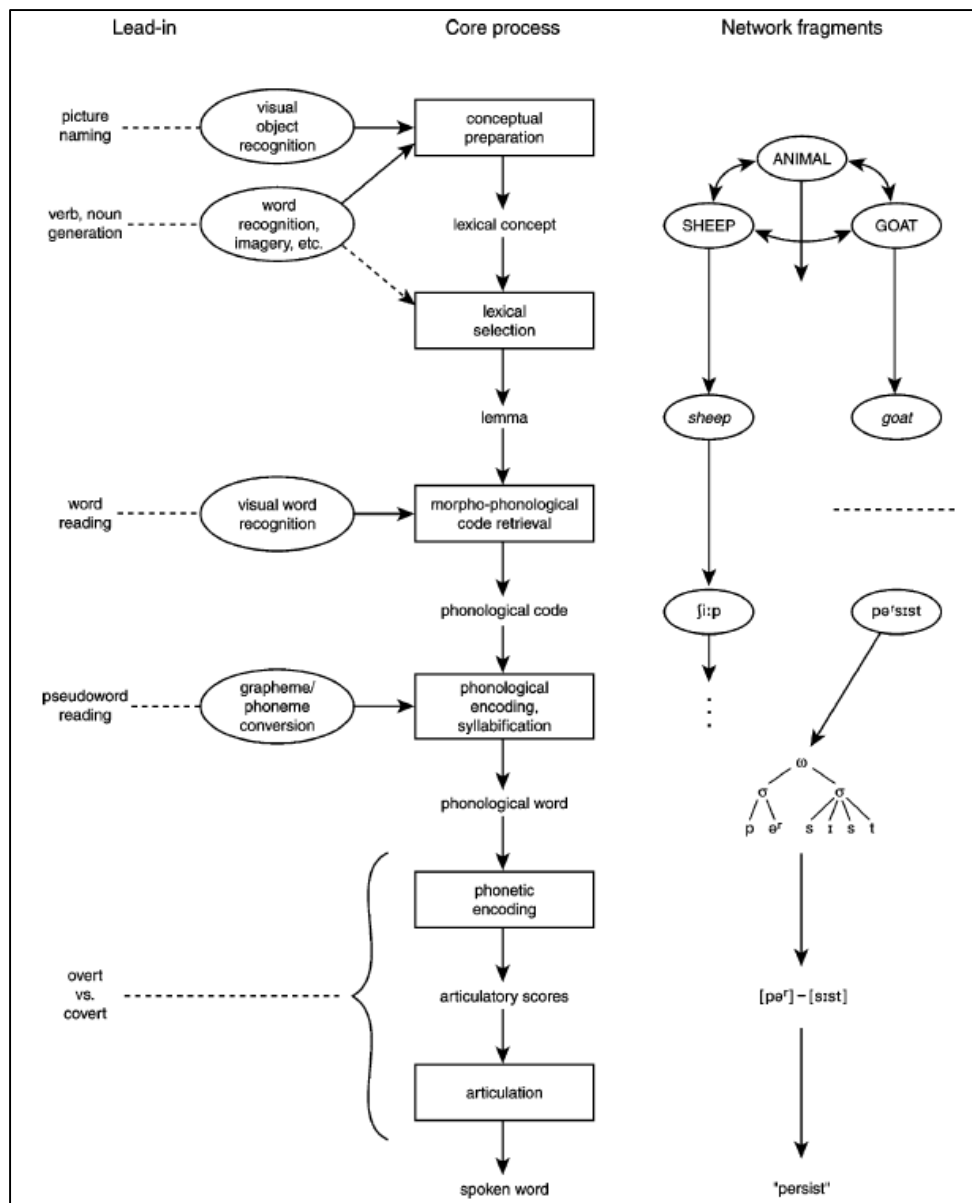 Lead-in
Core process
Network fragments
picture
naming
visual
object
recognition
conceptual
preparation
ANIMAL
verb, noun
generation
word
recognition,
imagery, etc.
lexical concept
SHEEP
GOAT
lexical
selection
lemma
sheep
goat
word
reading
visual word
recognition
morpho-phonological
code retrieval
phonological code
ʃiːp
pəʳsɪst
pseudoword
reading
grapheme/
phoneme
conversion
phonological
encoding,
syllabification
ω
σ σ
p əʳ s ɪ s t
phonological word
phonetic
encoding
overt
vs.
covert
articulatory scores
[pəʳ]–[sɪst]
articulation
spoken word
"persist"